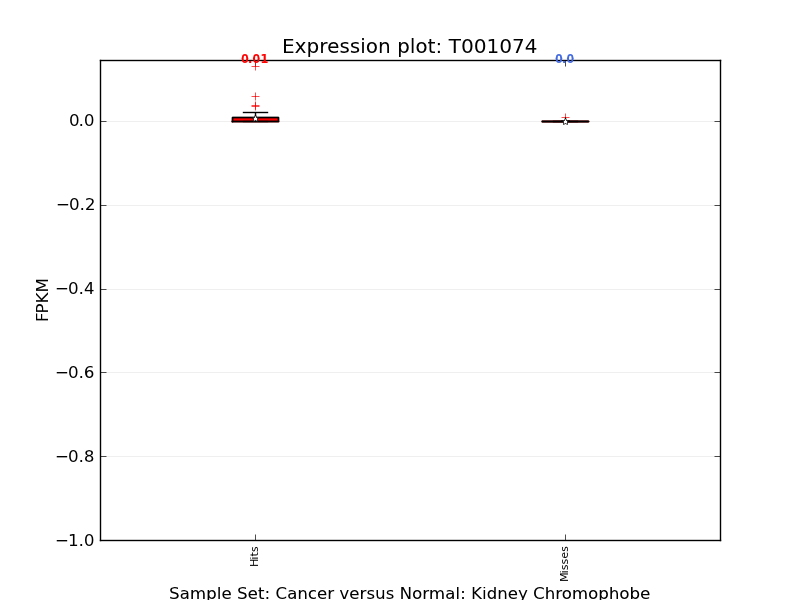 Expression plot: T001074
0.01
0.0
0.0
−0.2
−0.4
−0.6
−0.8
−1.0
FPKM
Hits
Misses
Sample Set: Cancer versus Normal: Kidney Chromophobe